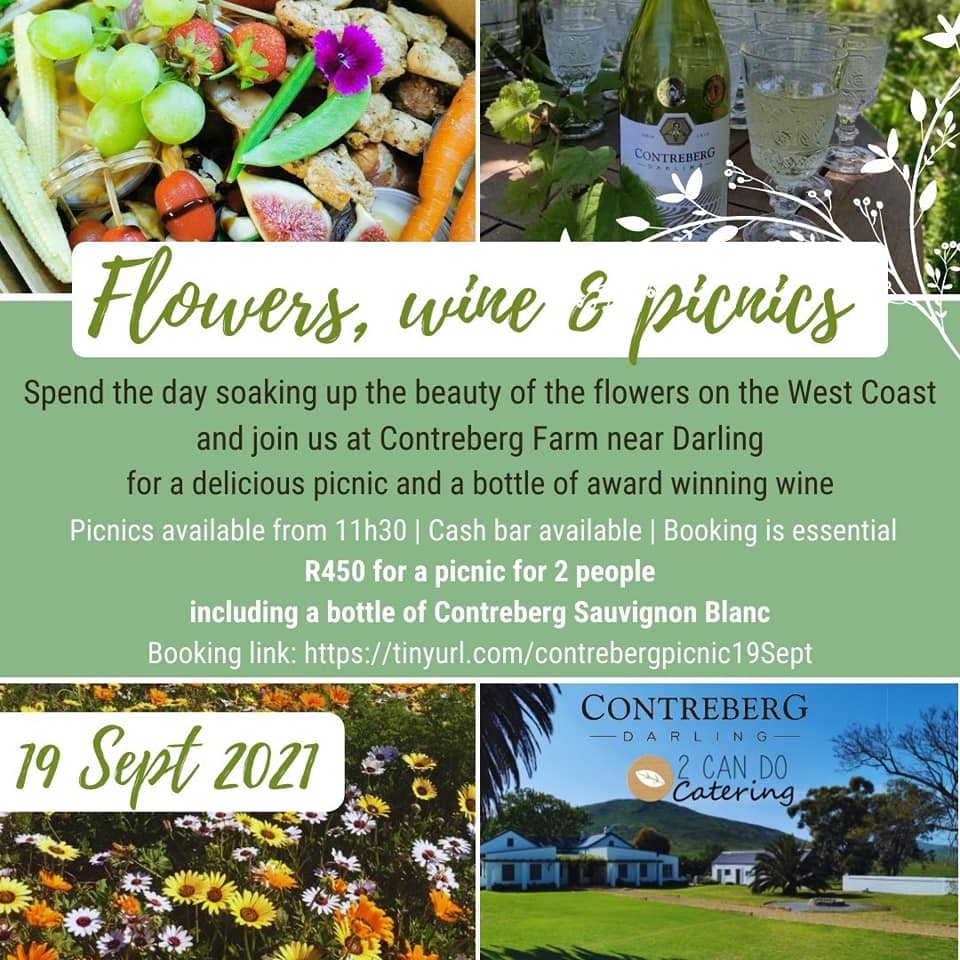 CONTREBERG
DARLING
Flowers, wine & picnics
Spend the day soaking up the beauty of the flowers on the West Coast
and join us at Contreberg Farm near Darling
for a delicious picnic and a bottle of award winning wine
Picnics available from 11h30 | Cash bar available | Booking is essential
R450 for a picnic for 2 people
including a bottle of Contreberg Sauvignon Blanc
Booking link: https://tinyurl.com/contrebergpicnic19Sept
19 Sept 2021
CONTREBERG
DARLING
2 CAN DO
Catering